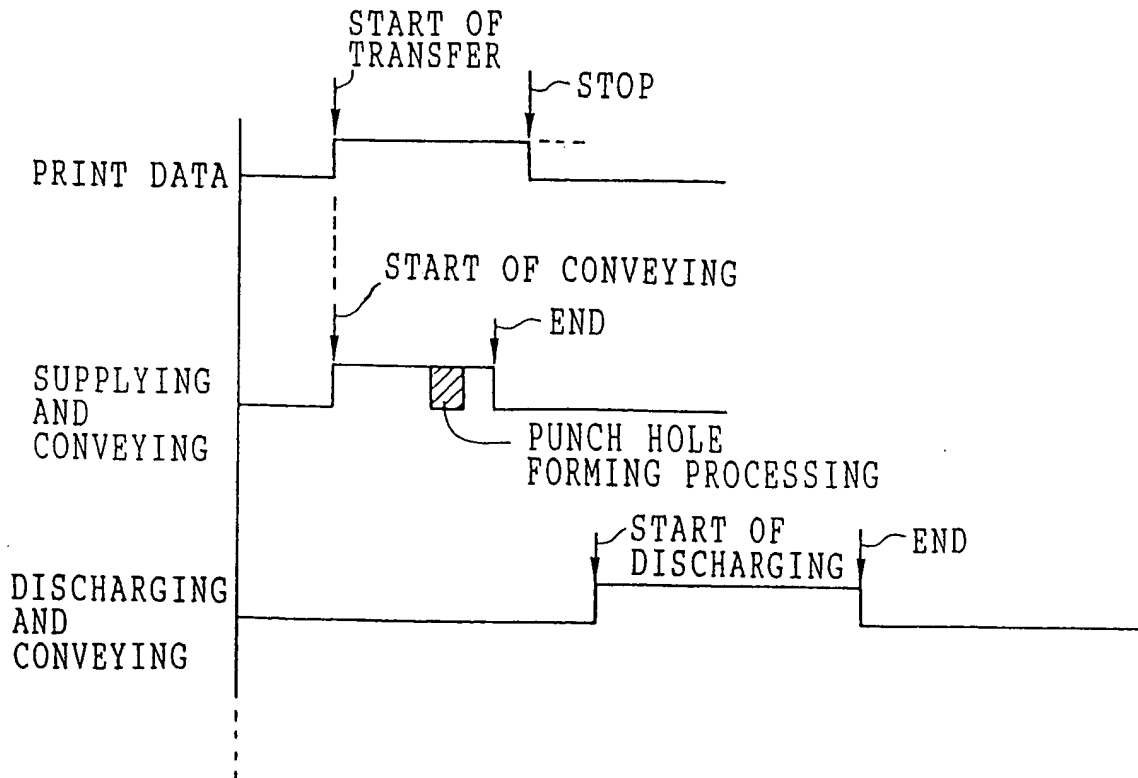 START OF
TRANSFER
STOP
PRINT DATA
START OF CONVEYING
END
SUPPLYING
AND
CONVEYING
PUNCH HOLE
FORMING PROCESSING
START OF
DISCHARGING
END
DISCHARGING
AND
CONVEYING